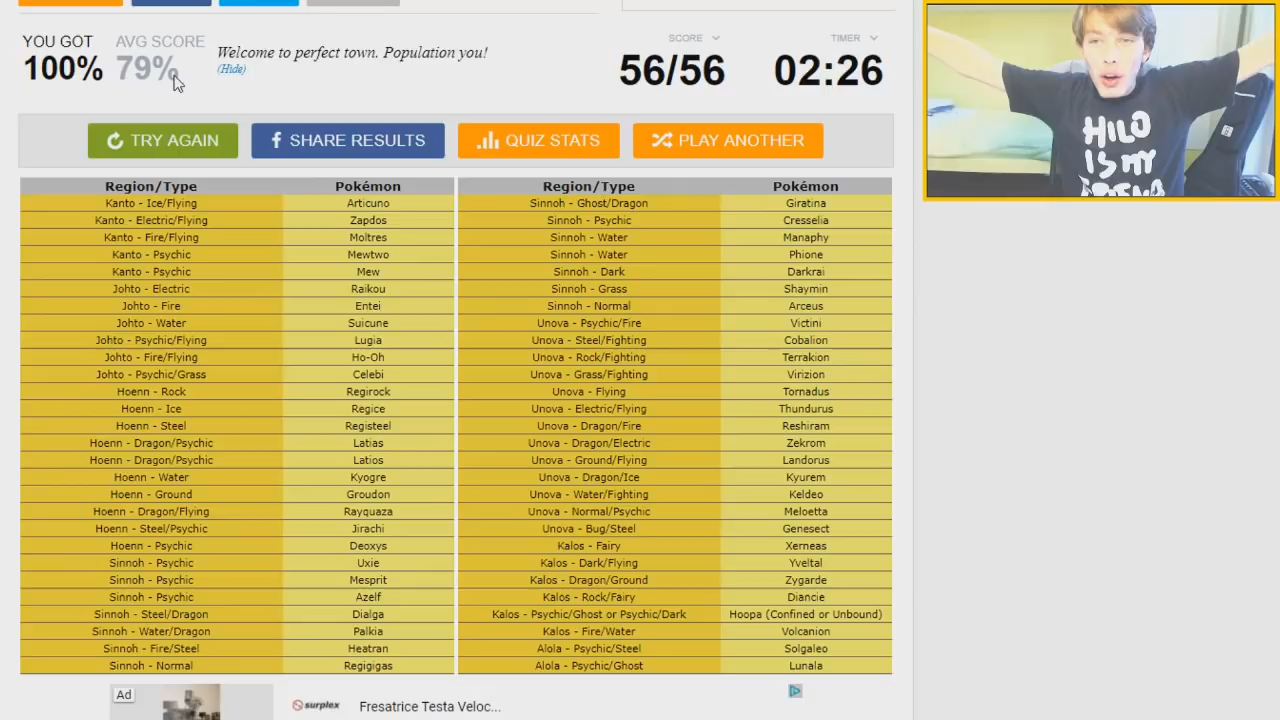 YOU GOT
100%
AVG SCORE
79%
Welcome to perfect town. Population you!
(Hide)
SCORE
56/56
TIMER
02:26
TRY AGAIN
SHARE RESULTS
QUIZ STATS
PLAY ANOTHER
Region/Type Pokémon
Kanto - Ice/Flying Articuno
Kanto - Electric/Flying Zapdos
Kanto - Fire/Flying Moltres
Kanto - Psychic Mewtwo
Kanto - Psychic Mew
Johto - Electric Raikou
Johto - Fire Entei
Johto - Water Suicune
Johto - Psychic/Flying Lugia
Johto - Fire/Flying Ho-Oh
Johto - Psychic/Grass Celebi
Hoenn - Rock Regirock
Hoenn - Ice Regice
Hoenn - Steel Registeel
Hoenn - Dragon/Psychic Latias
Hoenn - Dragon/Psychic Latios
Hoenn - Water Kyogre
Hoenn - Ground Groudon
Hoenn - Dragon/Flying Rayquaza
Hoenn - Steel/Psychic Jirachi
Hoenn - Psychic Deoxys
Sinnoh - Psychic Uxie
Sinnoh - Psychic Mesprit
Sinnoh - Psychic Azelf
Sinnoh - Steel/Dragon Dialga
Sinnoh - Water/Dragon Palkia
Sinnoh - Fire/Steel Heatran
Sinnoh - Normal Regigigas
Region/Type Pokémon
Sinnoh - Ghost/Dragon Giratina
Sinnoh - Psychic Cresselia
Sinnoh - Water Manaphy
Sinnoh - Water Phione
Sinnoh - Dark Darkrai
Sinnoh - Grass Shaymin
Sinnoh - Normal Arceus
Unova - Psychic/Fire Victini
Unova - Steel/Fighting Cobalion
Unova - Rock/Fighting Terrakion
Unova - Grass/Fighting Virizion
Unova - Flying Tornadus
Unova - Electric/Flying Thundurus
Unova - Dragon/Fire Reshiram
Unova - Dragon/Electric Zekrom
Unova - Ground/Flying Landorus
Unova - Dragon/Ice Kyurem
Unova - Water/Fighting Keldeo
Unova - Normal/Psychic Meloetta
Unova - Bug/Steel Genesect
Kalos - Fairy Xerneas
Kalos - Dark/Flying Yveltal
Kalos - Dragon/Ground Zygarde
Kalos - Rock/Fairy Diancie
Kalos - Psychic/Ghost or Psychic/Dark Hoopa (Confined or Unbound)
Kalos - Fire/Water Volcanion
Alola - Psychic/Steel Solgaleo
Alola - Psychic/Ghost Lunala
Ad
surplex
Fresatrice Testa Veloc...
HILO
IS MY